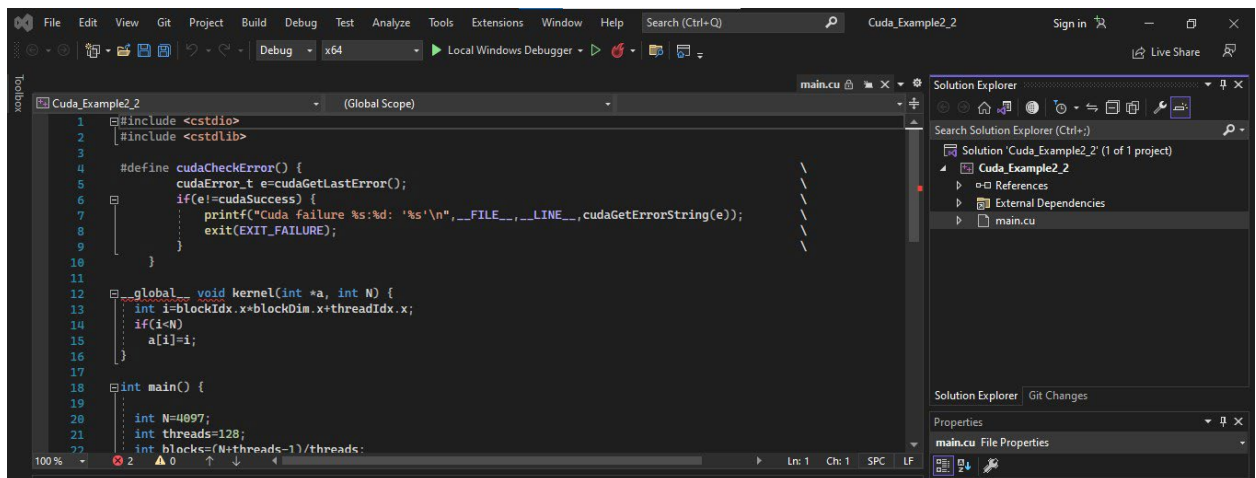 File Edit View Git Project Build Debug Test Analyze Tools Extensions Window Help Search (Ctrl+Q) Cuda_Example2_2 Sign in
Debug x64 Local Windows Debugger Live Share
Toolbox
main.cu
Cuda_Example2_2 (Global Scope)
1 #include <cstdio>
2 #include <cstdlib>
3
4 #define cudaCheckError() { \
5 cudaError_t e=cudaGetLastError(); \
6 if(e!=cudaSuccess) { \
7 printf("Cuda failure %s:%d: '%s'\n",__FILE__,__LINE__,cudaGetErrorString(e)); \
8 exit(EXIT_FAILURE); \
9 } \
10 }
11
12 __global__ void kernel(int *a, int N) {
13 int i=blockIdx.x*blockDim.x+threadIdx.x;
14 if(i<N)
15 a[i]=i;
16 }
17
18 int main() {
19
20 int N=4097;
21 int threads=128;
22 int blocks=(N+threads-1)/threads;
100 % 2 0 Ln: 1 Ch: 1 SPC LF
Solution Explorer
Search Solution Explorer (Ctrl+;)
Solution 'Cuda_Example2_2' (1 of 1 project)
Cuda_Example2_2
References
External Dependencies
main.cu
Solution Explorer Git Changes
Properties
main.cu File Properties